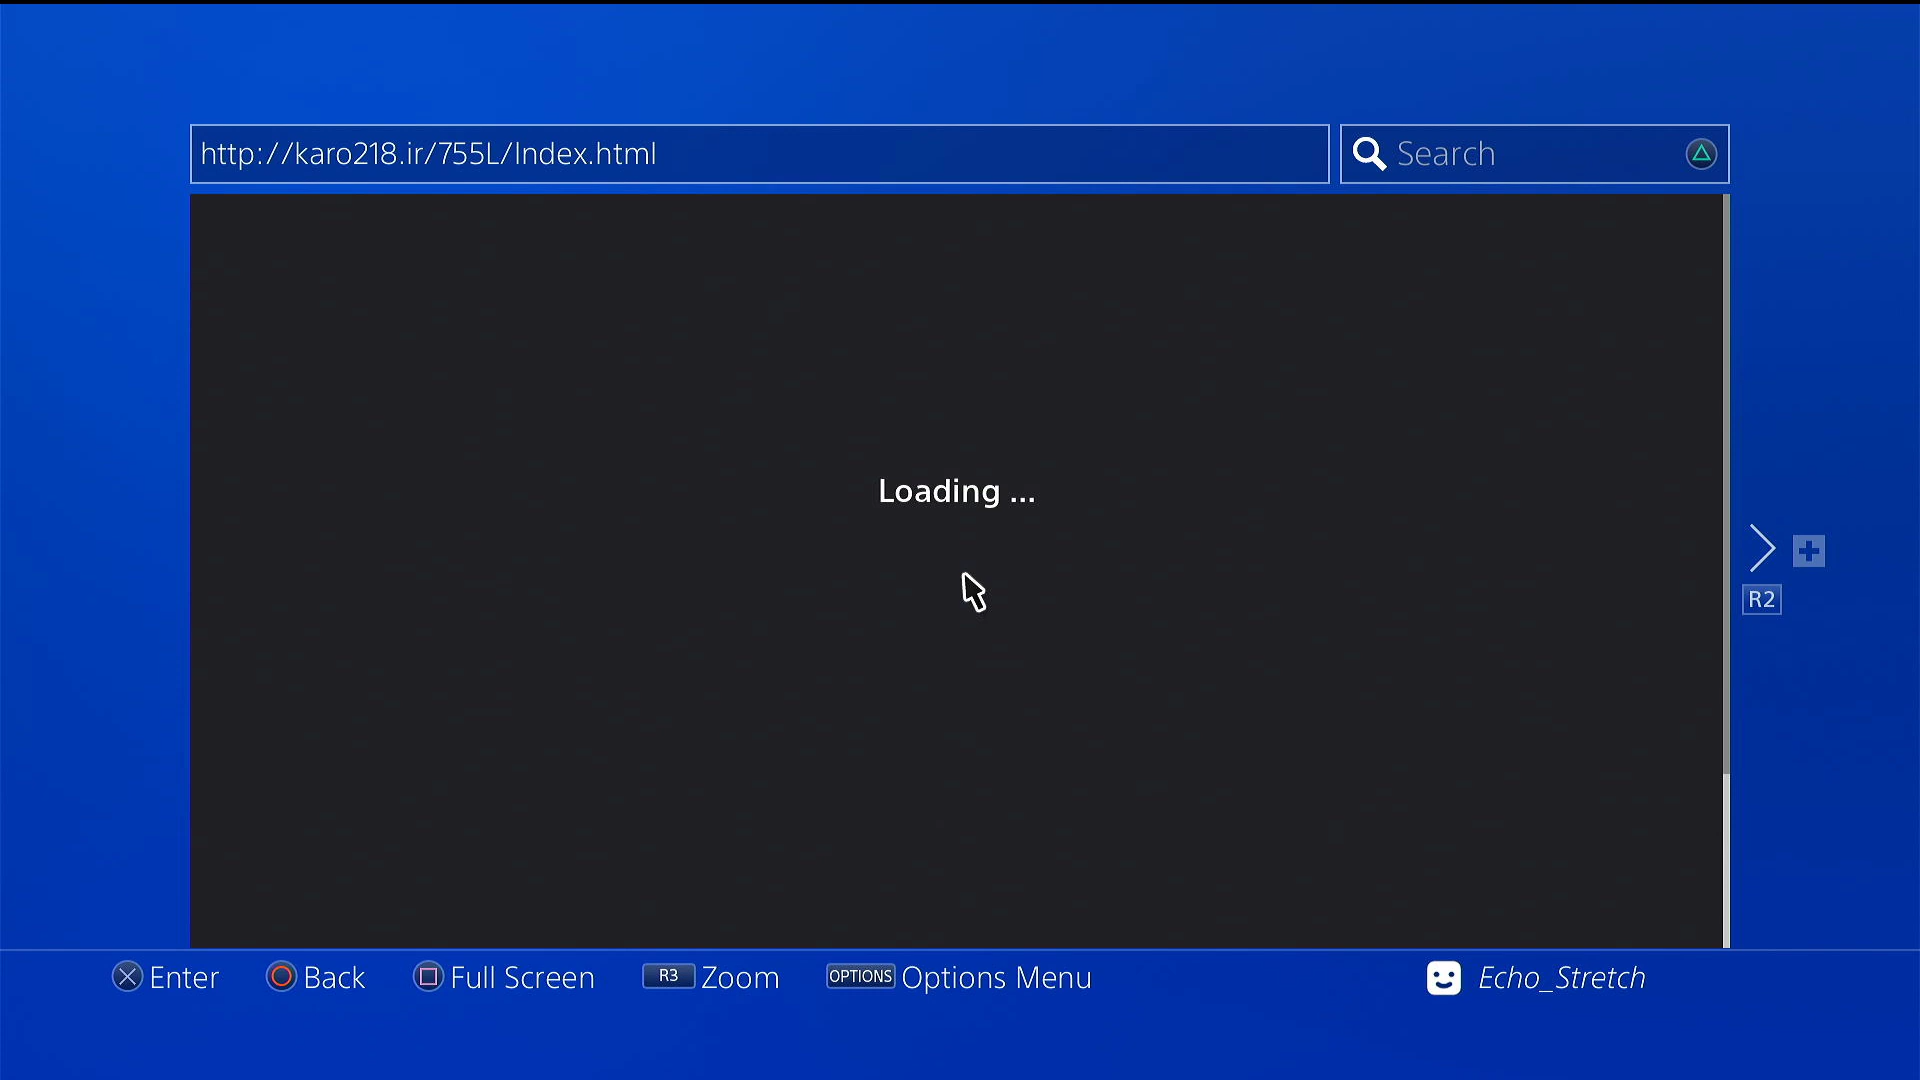 http://karo218.ir/755L/Index.html
Search
Loading ...
R2
Enter
Back
Full Screen
R3 Zoom
OPTIONS Options Menu
Echo_Stretch